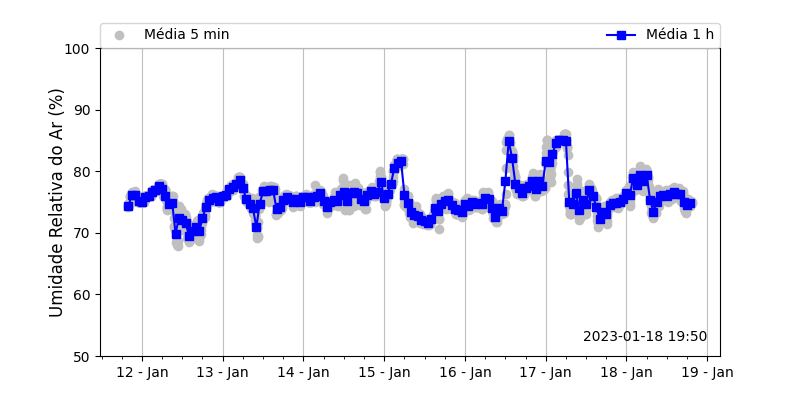 Média 5 min
Média 1 h
Umidade Relativa do Ar (%)
100
90
80
70
60
50
2023-01-18 19:50
12 - Jan
13 - Jan
14 - Jan
15 - Jan
16 - Jan
17 - Jan
18 - Jan
19 - Jan